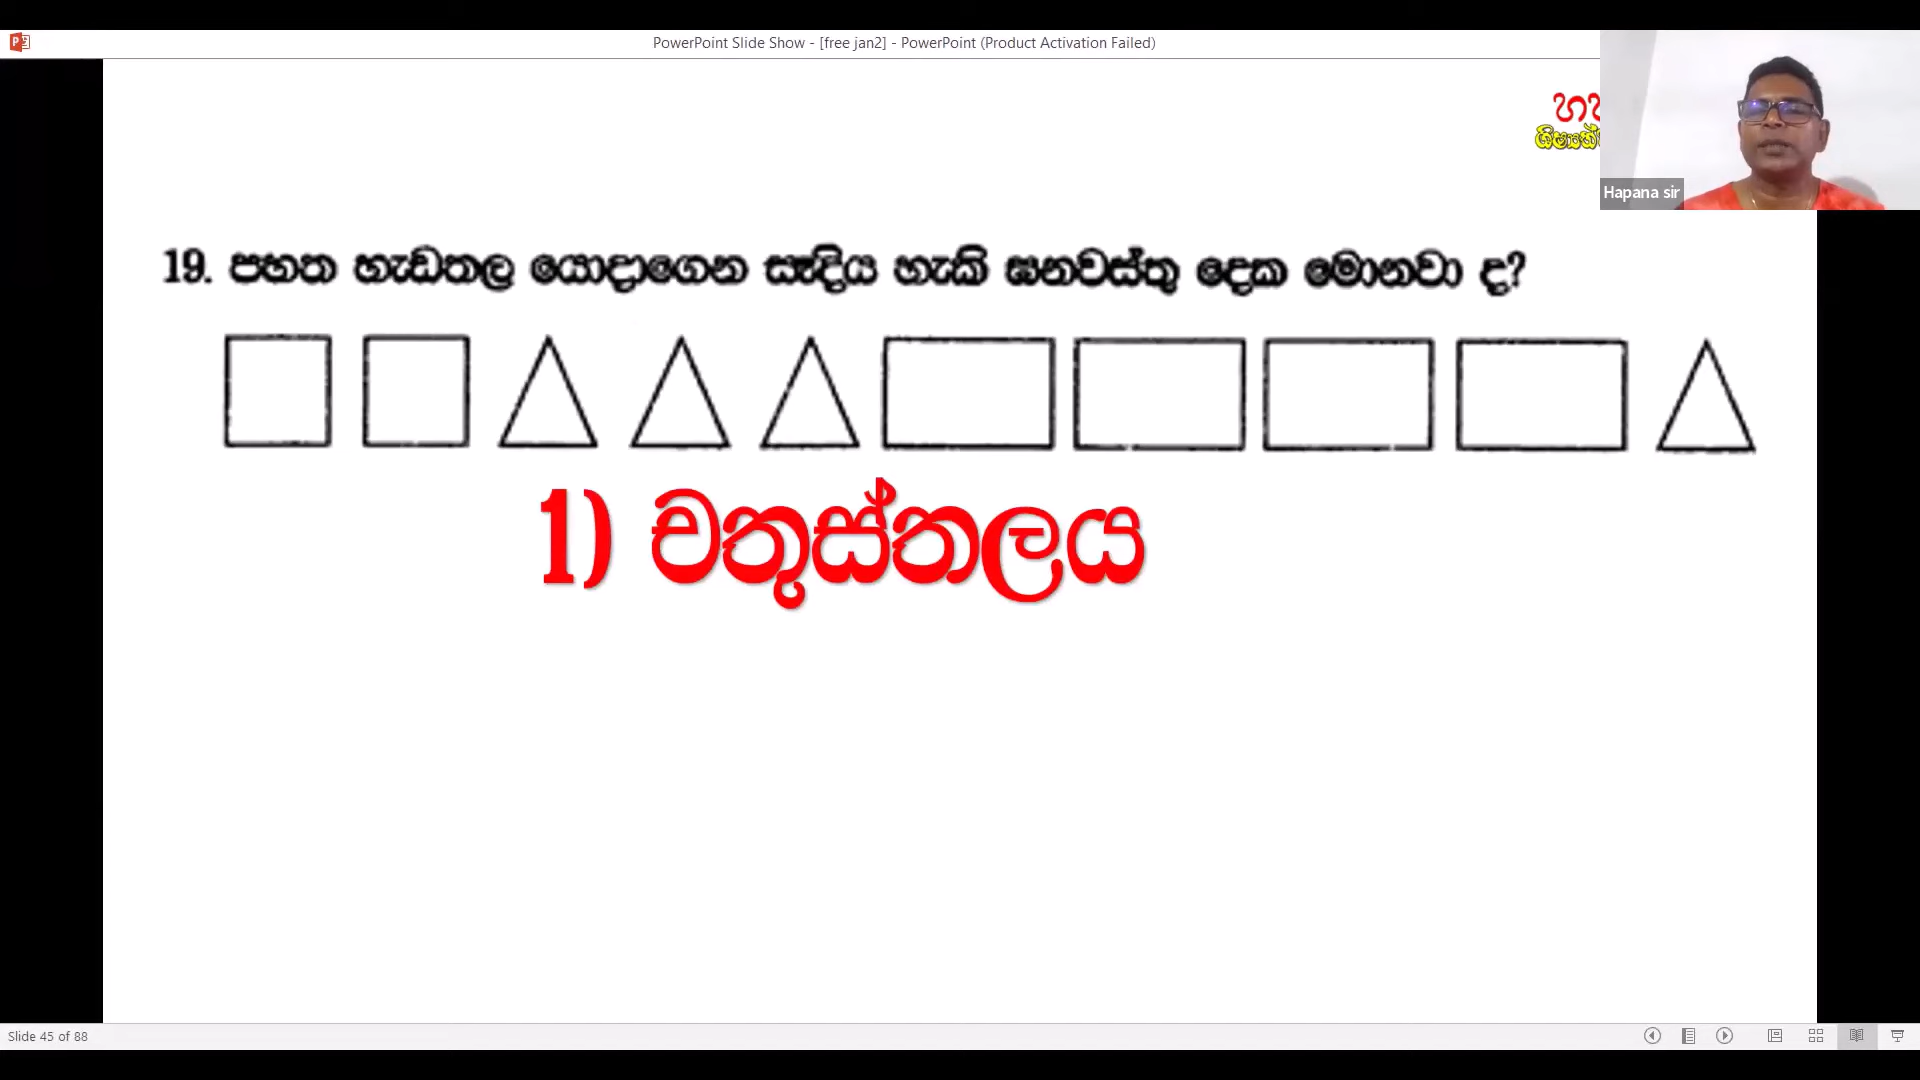 PowerPoint Slide Show - [free jan2] - PowerPoint (Product Activation Failed)
Hapana sir
19. පහත හැඩතල යොදාගෙන සෑදිය හැකි ඝනවස්තු දෙක මොනවා ද?
1) චතුස්තලය
Slide 45 of 88